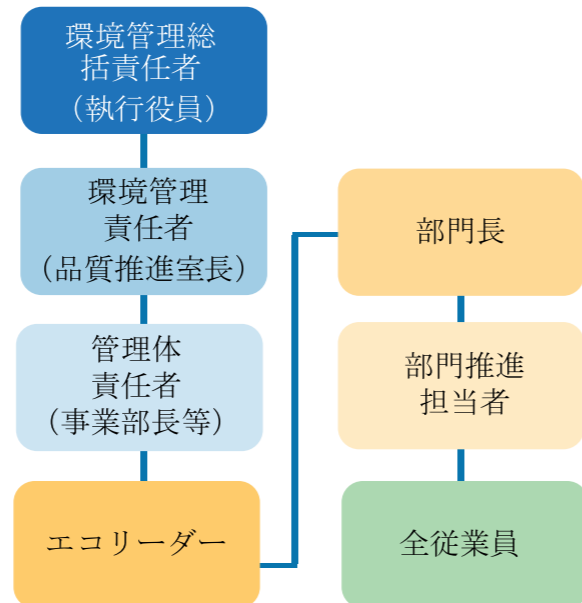 環境管理総
括責任者
（執行役員）
環境管理
責任者
（品質推進室長）
管理体
責任者
（事業部長等）
エコリーダー
部門長
部門推進
担当者
全従業員